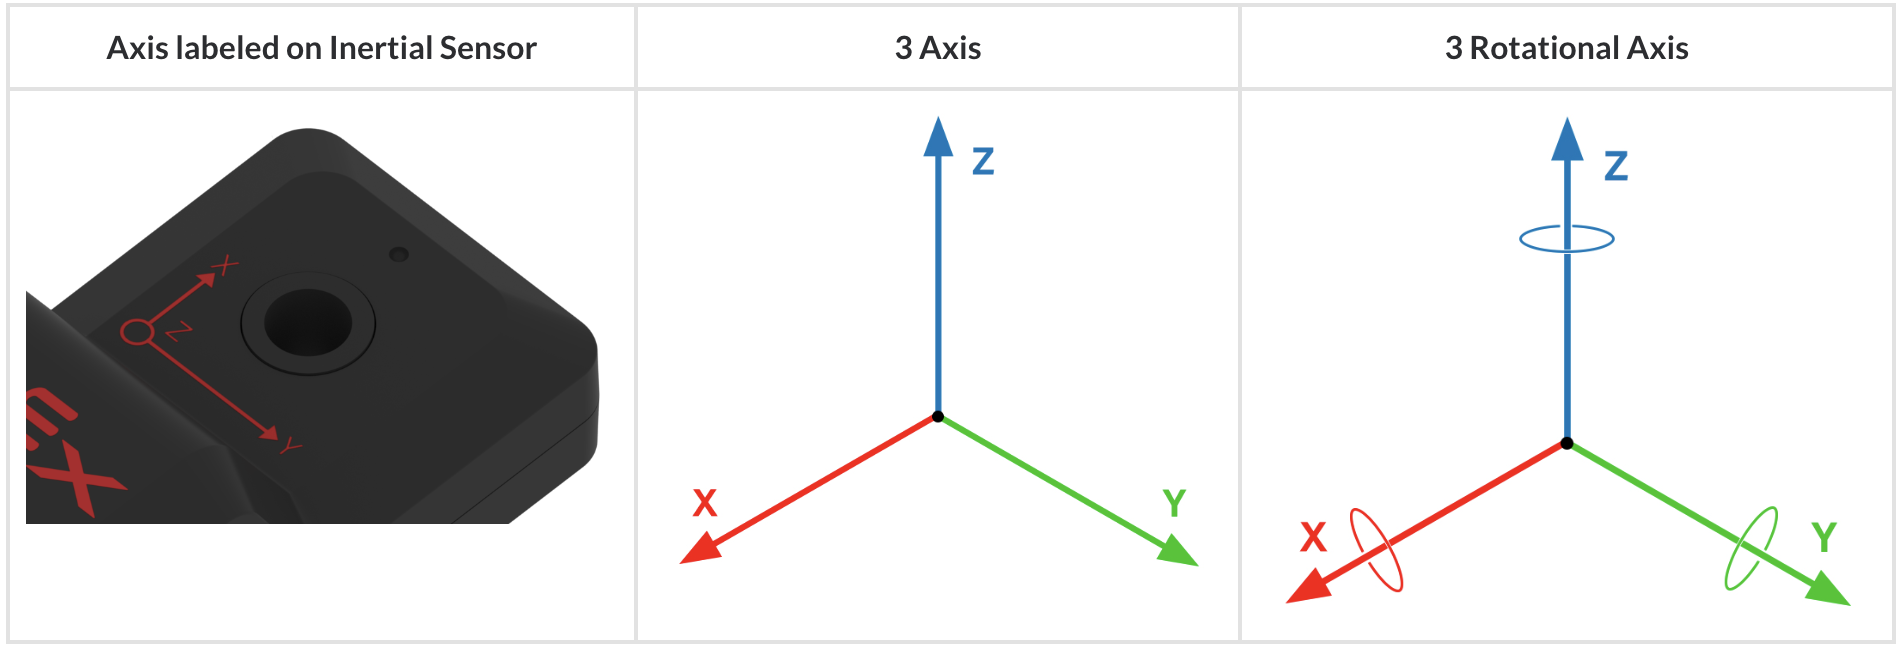 Axis labeled on Inertial Sensor
3 Axis
3 Rotational Axis
X
Z
Y
Z
X
Y
Z
X
Y